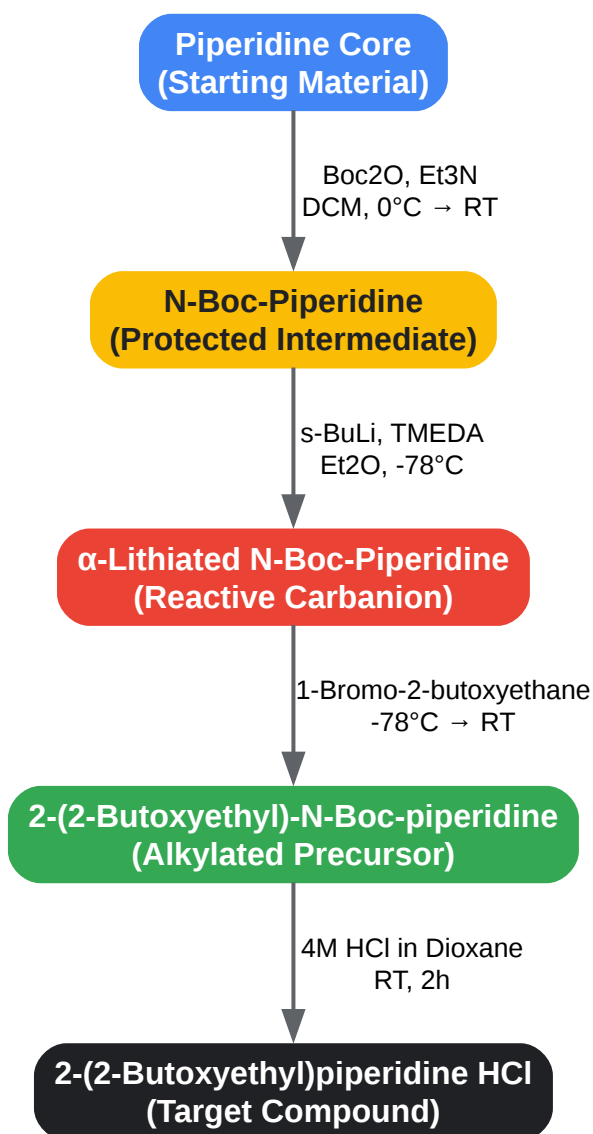 Piperidine Core
(Starting Material)
Boc2O, Et3N
DCM, 0°C → RT
N-Boc-Piperidine
(Protected Intermediate)
s-BuLi, TMEDA
Et2O, -78°C
α-Lithiated N-Boc-Piperidine
(Reactive Carbanion)
1-Bromo-2-butoxyethane
-78°C → RT
2-(2-Butoxyethyl)-N-Boc-piperidine
(Alkylated Precursor)
4M HCl in Dioxane
RT, 2h
2-(2-Butoxyethyl)piperidine HCl
(Target Compound)